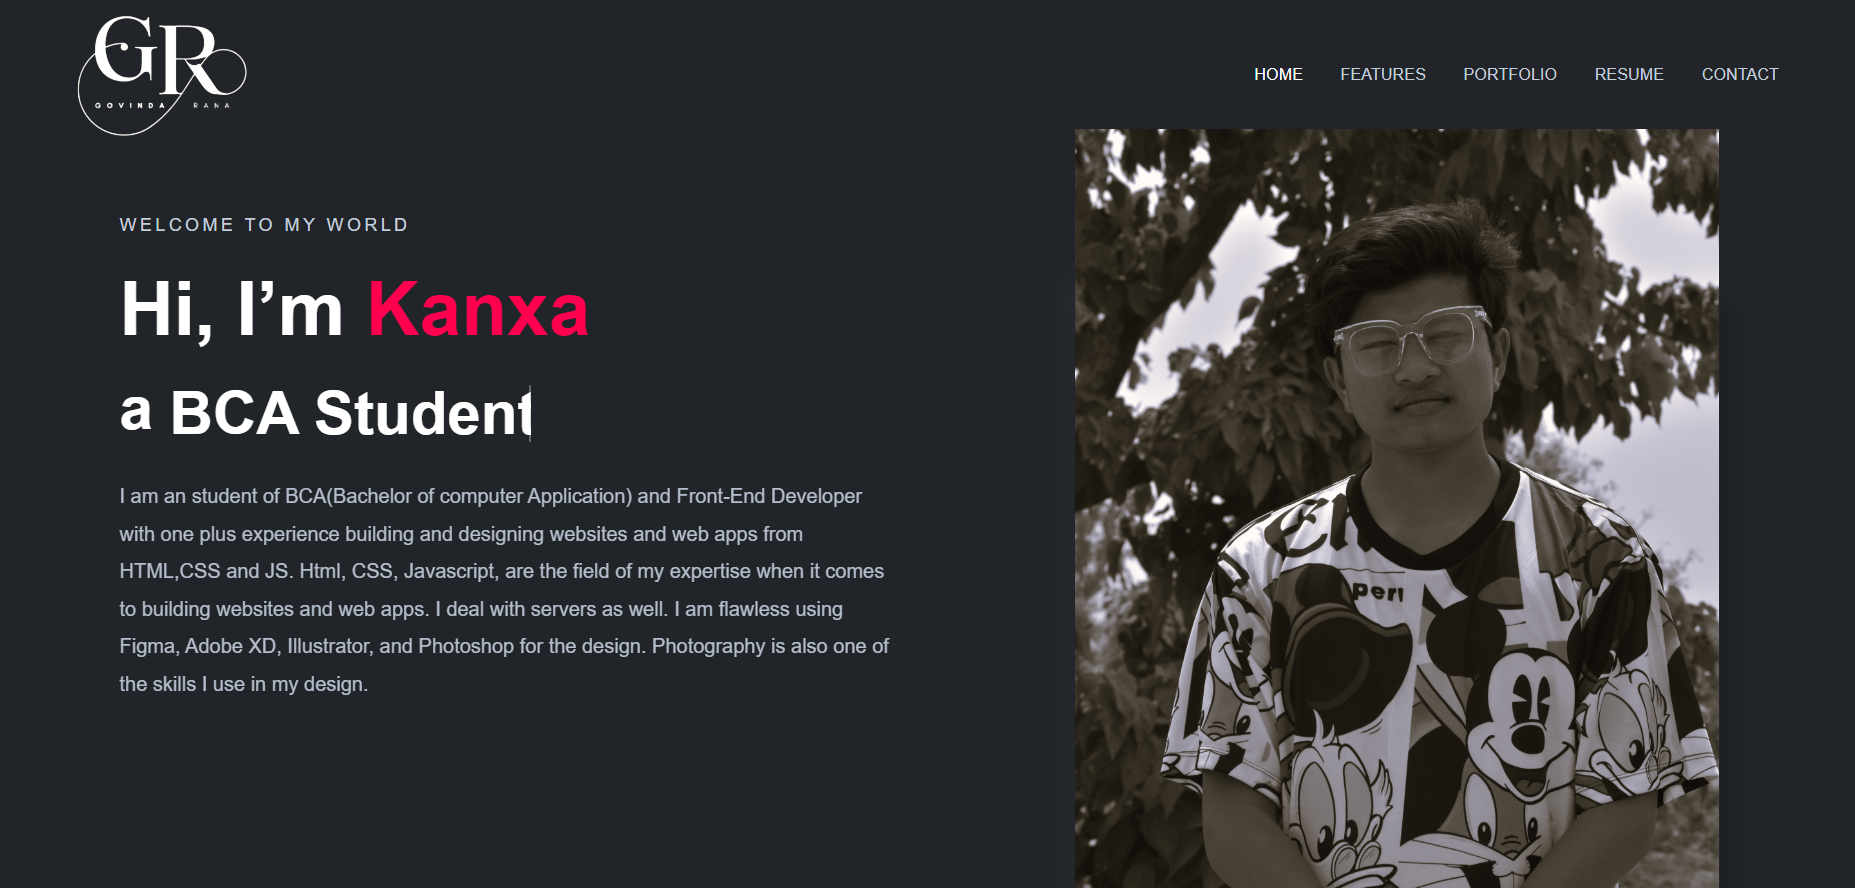 GR
GOVINDA RANA
HOME FEATURES PORTFOLIO RESUME CONTACT
WELCOME TO MY WORLD
Hi, I’m Kanxa
a BCA Student
I am an student of BCA(Bachelor of computer Application) and Front-End Developer
with one plus experience building and designing websites and web apps from
HTML,CSS and JS. Html, CSS, Javascript, are the field of my expertise when it comes
to building websites and web apps. I deal with servers as well. I am flawless using
Figma, Adobe XD, Illustrator, and Photoshop for the design. Photography is also one of
the skills I use in my design.